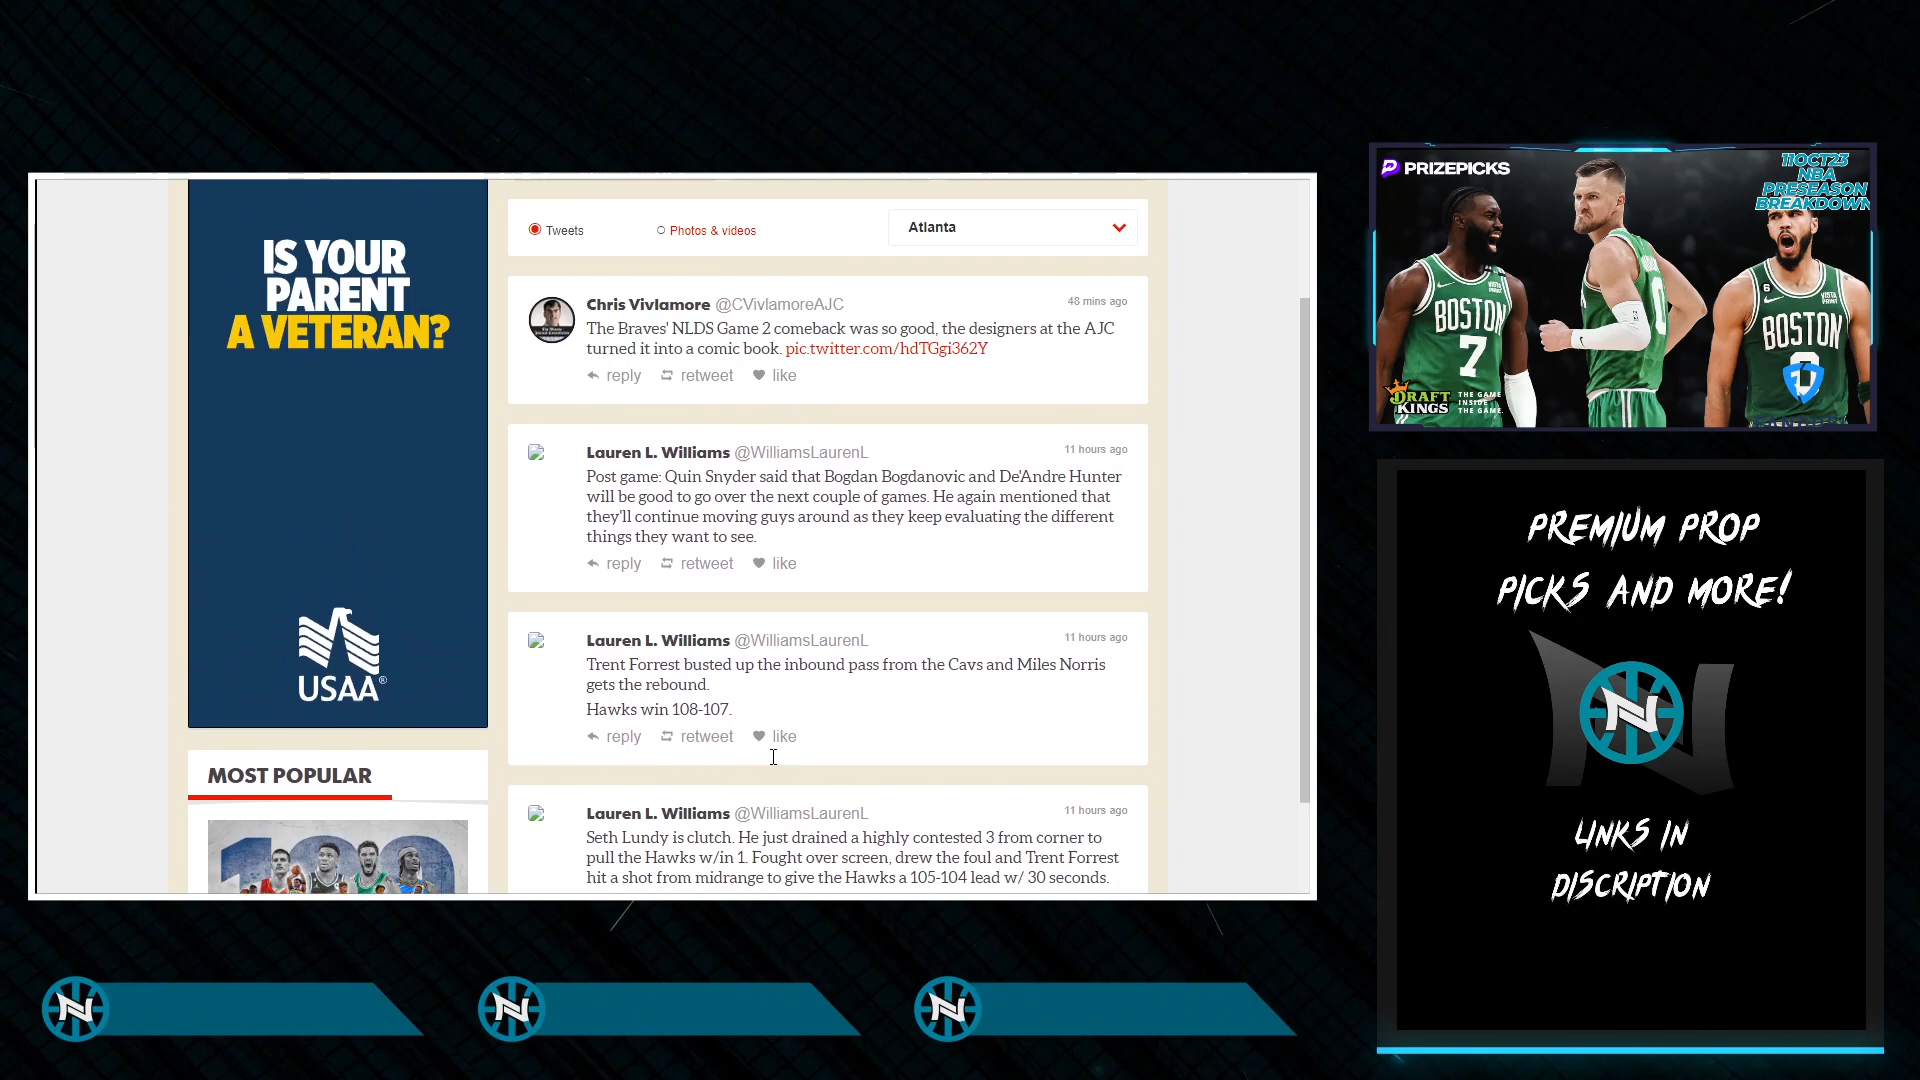 IS YOUR
PARENT
A VETERAN?
USAA®
MOST POPULAR
Tweets
Photos & videos
Atlanta
Chris Vivlamore @CVivlamoreAJC
48 mins ago
The Braves' NLDS Game 2 comeback was so good, the designers at the AJC
turned it into a comic book. pic.twitter.com/hdTGgi362Y
reply retweet like
Lauren L. Williams @WilliamsLaurenL
11 hours ago
Post game: Quin Snyder said that Bogdan Bogdanovic and De'Andre Hunter
will be good to go over the next couple of games. He again mentioned that
they'll continue moving guys around as they keep evaluating the different
things they want to see.
reply retweet like
Lauren L. Williams @WilliamsLaurenL
11 hours ago
Trent Forrest busted up the inbound pass from the Cavs and Miles Norris
gets the rebound.
Hawks win 108-107.
reply retweet like
Lauren L. Williams @WilliamsLaurenL
11 hours ago
Seth Lundy is clutch. He just drained a highly contested 3 from corner to
pull the Hawks w/in 1. Fought over screen, drew the foul and Trent Forrest
hit a shot from midrange to give the Hawks a 105-104 lead w/ 30 seconds.
PRIZEPICKS
11OCT23
NBA
PRESEASON
BREAKDOWN
BOSTON
7
BOSTON
6
DRAFT
KINGS
THE GAME
INSIDE
THE GAME.
PREMIUM PROP
PICKS AND MORE!
N
LINKS IN
DISCRIPTION
N
N
N